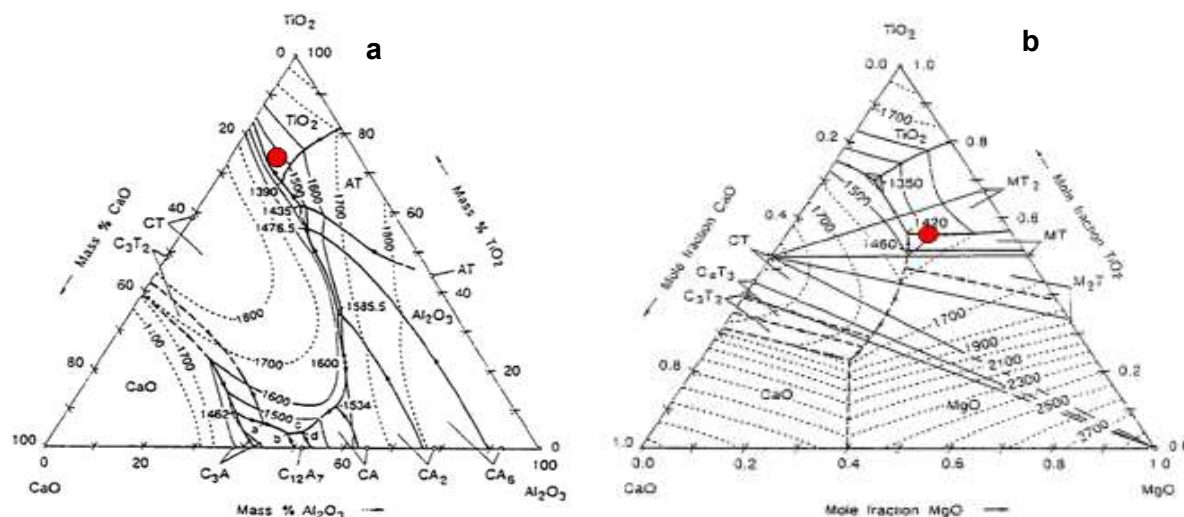 a
TiO2
0 100
TiO2
20
80
1390
1500
1600
AT
1700
1800
1435
1476.5
40
60
CT
C3T2
60
AT
40
1585.5
Al2O3
1800
1700
1600
80
20
1700
CaO
1600
1500
1462
1534
a
b
c
d
100
0
0
20
60
100
CaO
C3A
C12A7
CA
CA2
CA6
Al2O3
Mass % CaO
Mass % TiO2
Mass % Al2O3
b
TiO2
0.0 1.0
1700
TiO2
0.2
0.8
1350
MT2
1500
1420
0.6
1700
1460
0.4
MT
CT
C4T3
C3T2
M2T
1700
1900
2100
2300
2500
2700
0.8
0.2
CaO
MgO
1.0
0.0
0.2
0.4
0.6
0.8
1.0
CaO
MgO
Mole fraction CaO
Mole fraction TiO2
Mole fraction MgO